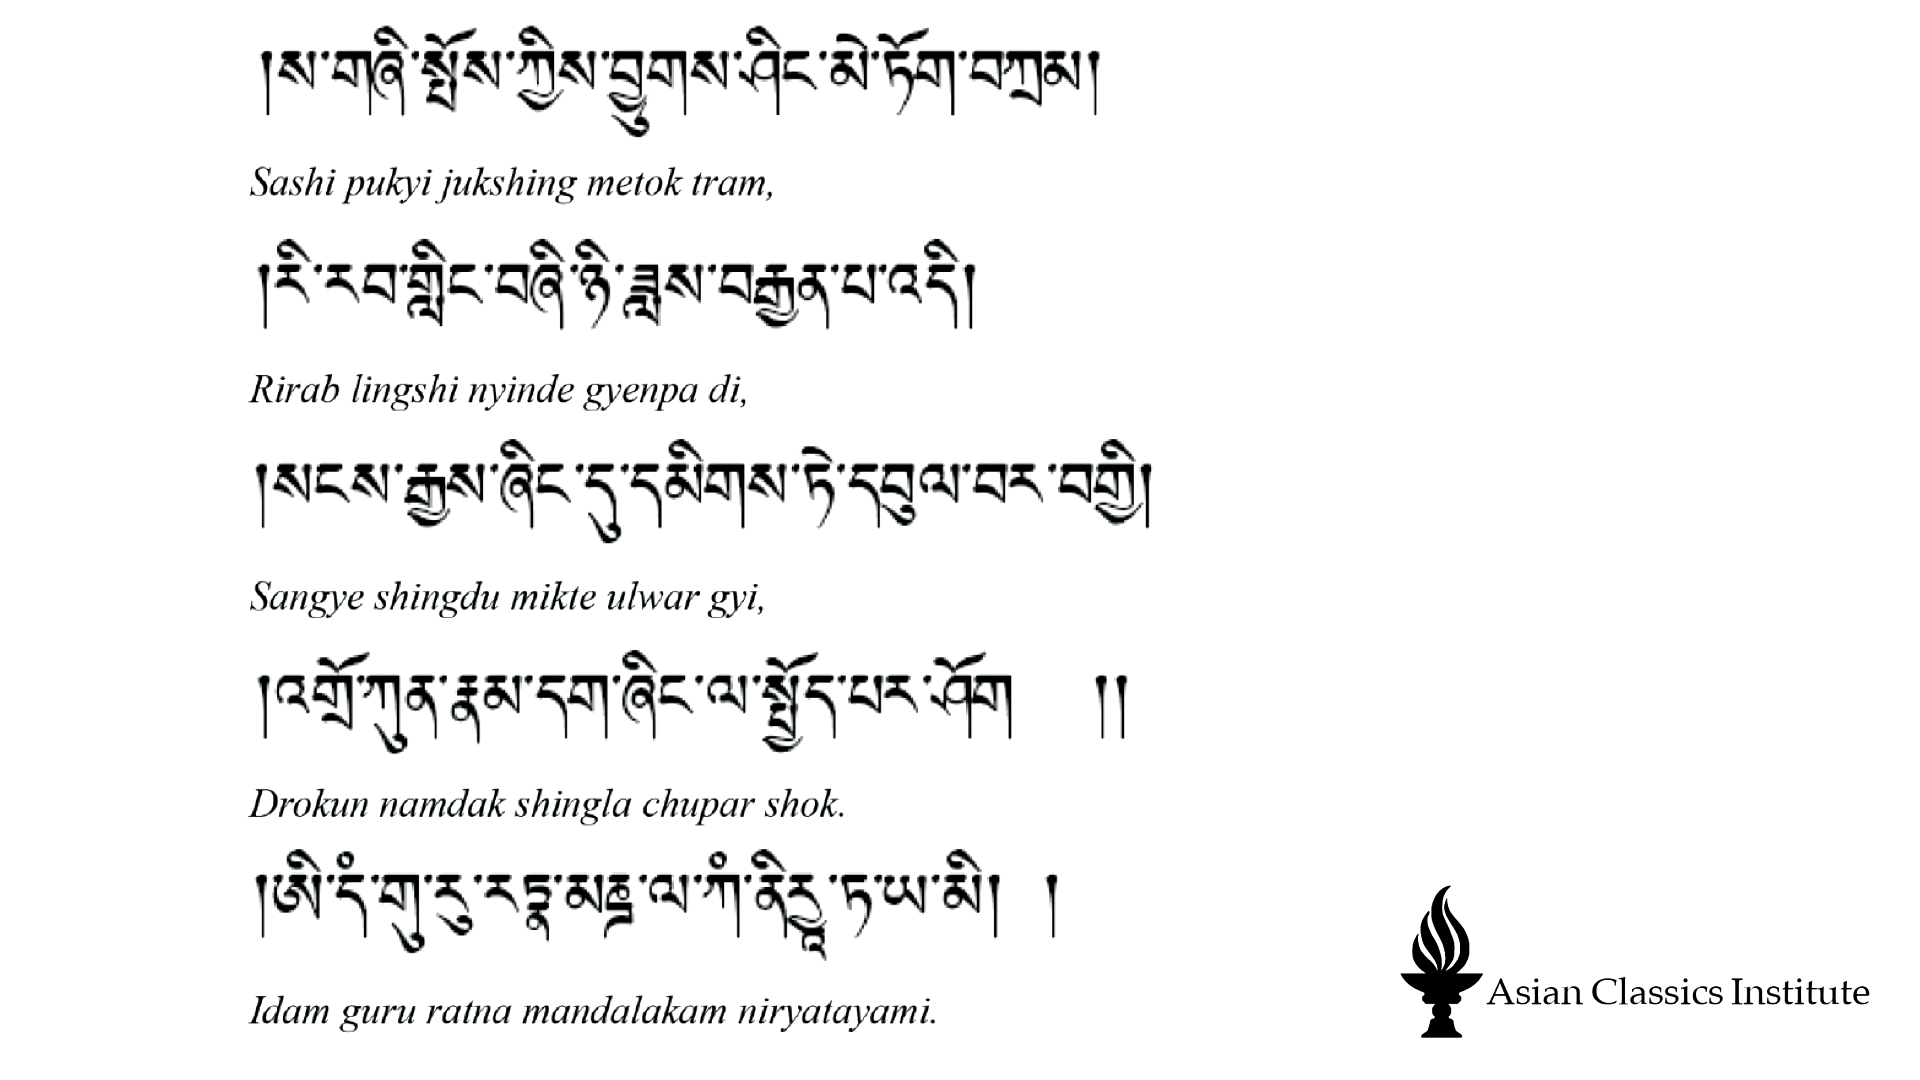 །ས་གཞི་སྤོས་ཀྱིས་བྱུགས་ཤིང་མེ་ཏོག་བཀྲམ།
Sashi pukyi jukshing metok tram,
།རི་རབ་གླིང་བཞི་ཉི་ཟླས་བརྒྱན་པ་འདི།
Rirab lingshi nyinde gyenpa di,
།སངས་རྒྱས་ཞིང་དུ་དམིགས་ཏེ་དབུལ་བར་བགྱི།
Sangye shingdu mikte ulwar gyi,
།འགྲོ་ཀུན་རྣམ་དག་ཞིང་ལ་སྤྱོད་པར་ཤོག །།
Drokun namdak shingla chupar shok.
།ཨི་དཾ་གུ་རུ་རཏྣ་མཎྜ་ལ་ཀཾ་ནིརྱཱ་ཏ་ཡ་མི། །
Idam guru ratna mandalakam niryatayami.
Asian Classics Institute